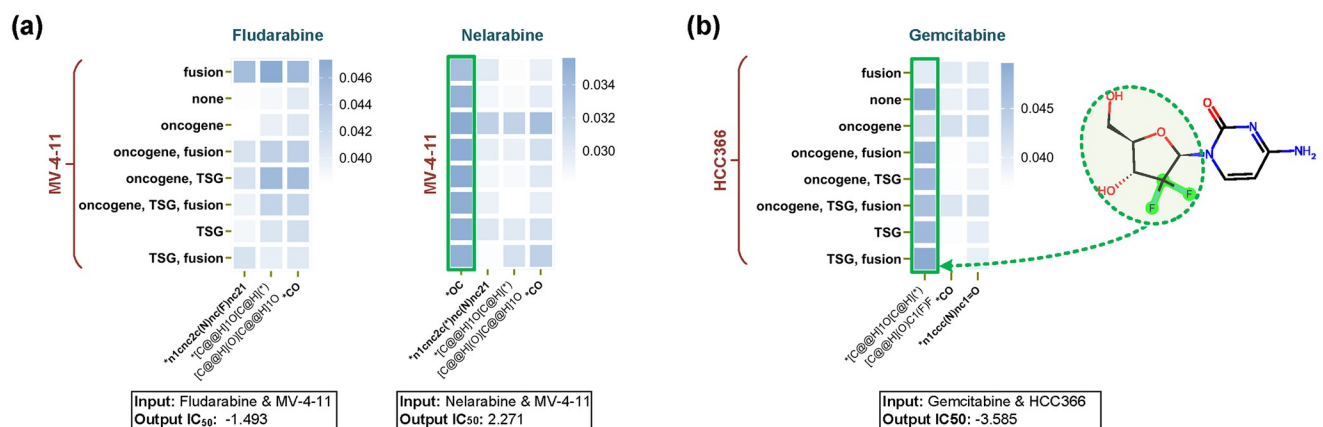 (a)
Fludarabine
MV-4-11
fusion
none
oncogene
oncogene, fusion
oncogene, TSG
oncogene, TSG, fusion
TSG
TSG, fusion
0.046
0.044
0.042
0.040
*n1cnc2c(N)nc(F)nc21
*[C@@H]1O[C@H](*)
[C@@H](O)[C@@H]1O
*CO
Input: Fludarabine & MV-4-11
Output IC50: -1.493
Nelarabine
MV-4-11
0.034
0.032
0.030
*OC
*n1cnc2c(*)nc(N)nc21
*[C@@H]1O[C@H](*)
[C@@H](O)[C@@H]1O
*CO
Input: Nelarabine & MV-4-11
Output IC50: 2.271
(b)
Gemcitabine
HCC366
fusion
none
oncogene
oncogene, fusion
oncogene, TSG
oncogene, TSG, fusion
TSG
TSG, fusion
0.045
0.040
*[C@@H]1O[C@H](*)
[C@@H](O)C1(F)F
*CO
*n1ccc(N)nc1=O
Input: Gemcitabine & HCC366
Output IC50: -3.585
OH
O
O
N
N
NH2
HO
F
F